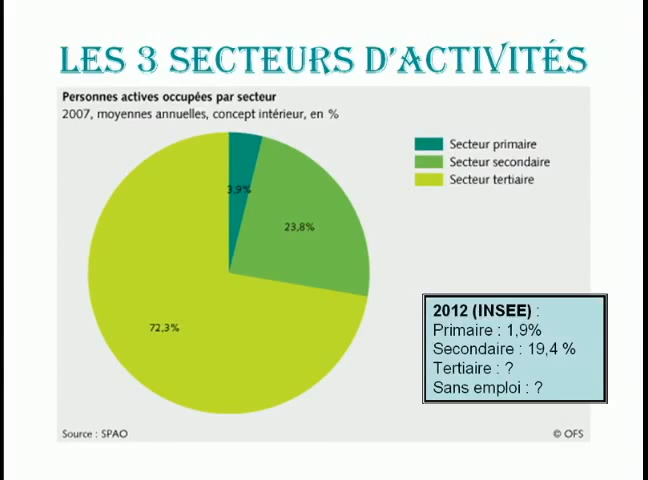 LES 3 SECTEURS D'ACTIVITÉS
Personnes actives occupées par secteur
2007, moyennes annuelles, concept intérieur, en %
Secteur primaire
Secteur secondaire
Secteur tertiaire
3,9%
23,8%
72,3%
2012 (INSEE) :
Primaire : 1,9%
Secondaire : 19,4 %
Tertiaire : ?
Sans emploi : ?
Source : SPAO
© OFS